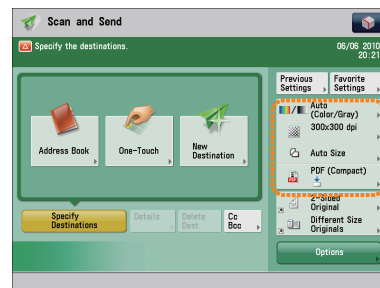 Scan and Send
Specify the destinations.
06/06 2010
20:21
Previous
Settings
Favorite
Settings
Address Book
One-Touch
New
Destination
Auto
(Color/Gray)
300x300 dpi
Auto Size
PDF (Compact)
2-Sided
Original
Different Size
Originals
Specify
Destinations
Details
Delete
Dest.
Cc
Bcc
Options